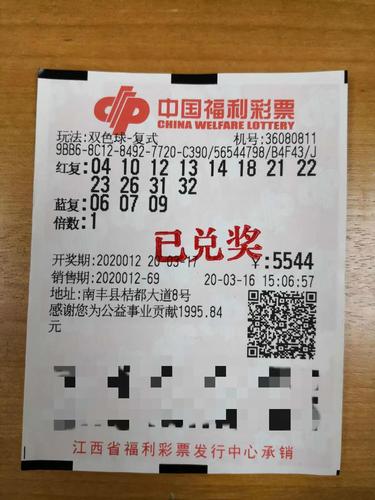 中国福利彩票
CHINA WELFARE LOTTERY
玩法:双色球-复式 机号:36080811
9BB6-8C12-8492-7720-C390/56544798/B4F43/J
红复:04 10 12 13 14 18 21 22
23 26 31 32
蓝复:06 07 09
倍数:1
已兑奖
开奖期:2020012 20-03-17 ¥:5544
销售期:2020012-69 20-03-16 15:06:57
地址:南丰县桔都大道8号
感谢您为公益事业贡献1995.84
元
江西省福利彩票发行中心承销